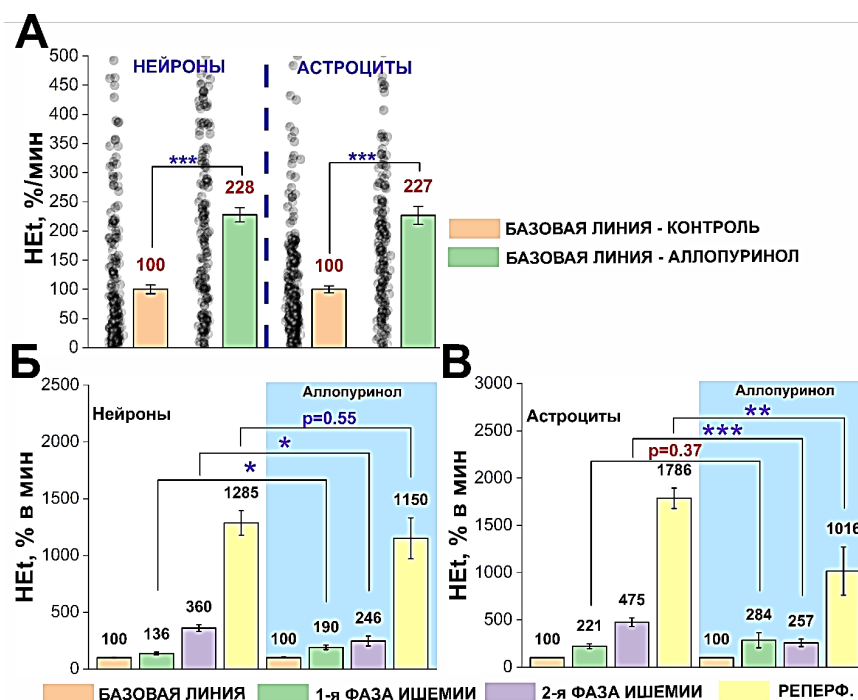 А
HEt, %/мин
500
450
400
350
300
250
200
150
100
50
0
НЕЙРОНЫ
АСТРОЦИТЫ
***
***
100
228
100
227
БАЗОВАЯ ЛИНИЯ - КОНТРОЛЬ
БАЗОВАЯ ЛИНИЯ - АЛЛОПУРИНОЛ
Б
HEt, % в мин
2500
2000
1500
1000
500
0
Нейроны
Аллопуринол
p=0.55
*
*
100
136
360
1285
100
190
246
1150
В
HEt, % в мин
3000
2500
2000
1500
1000
500
0
Астроциты
Аллопуринол
**
***
p=0.37
100
221
475
1786
100
284
257
1016
БАЗОВАЯ ЛИНИЯ
1-я ФАЗА ИШЕМИИ
2-я ФАЗА ИШЕМИИ
РЕПЕРФ.